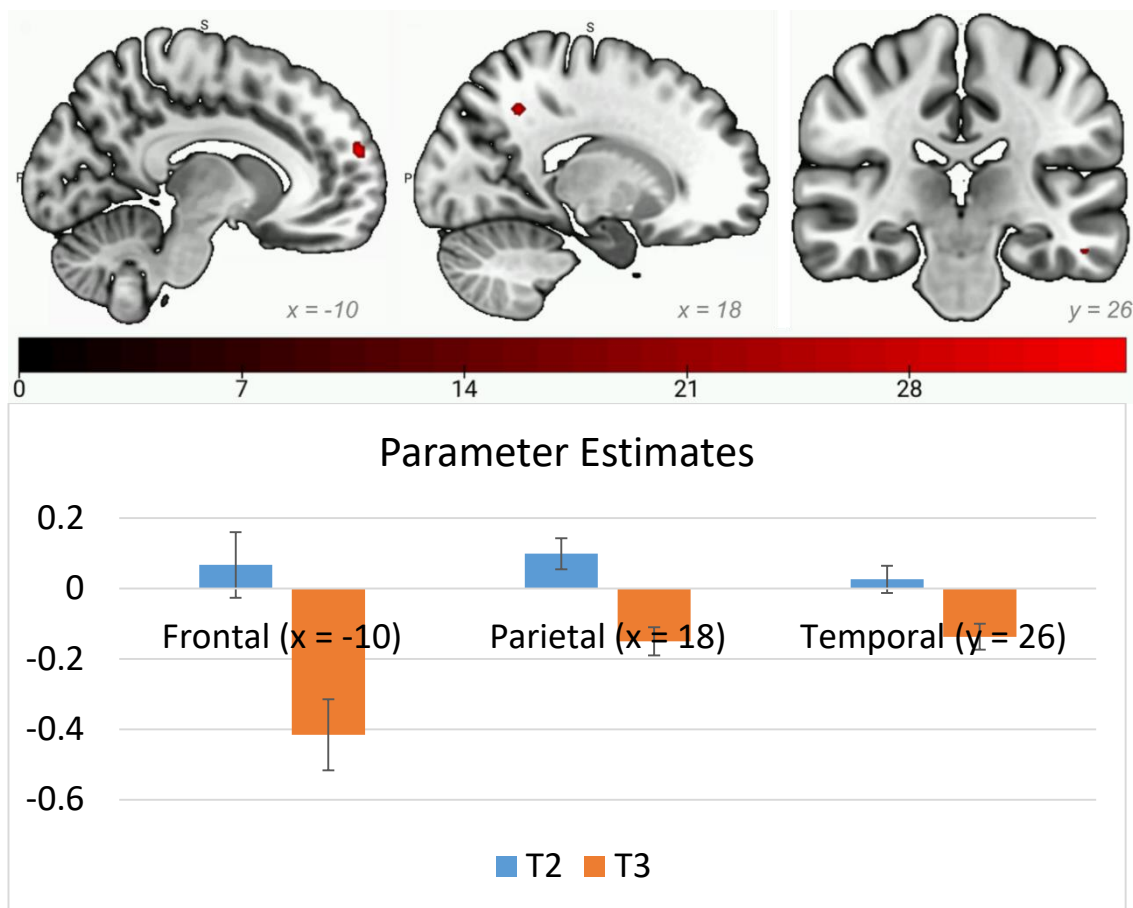 S
S
P
P
x = -10
x = 18
y = 26
0 7 14 21 28
Parameter Estimates
0.2
0
Frontal (x = -10) Parietal (x = 18) Temporal (y = 26)
-0.2
-0.4
-0.6
T2 T3